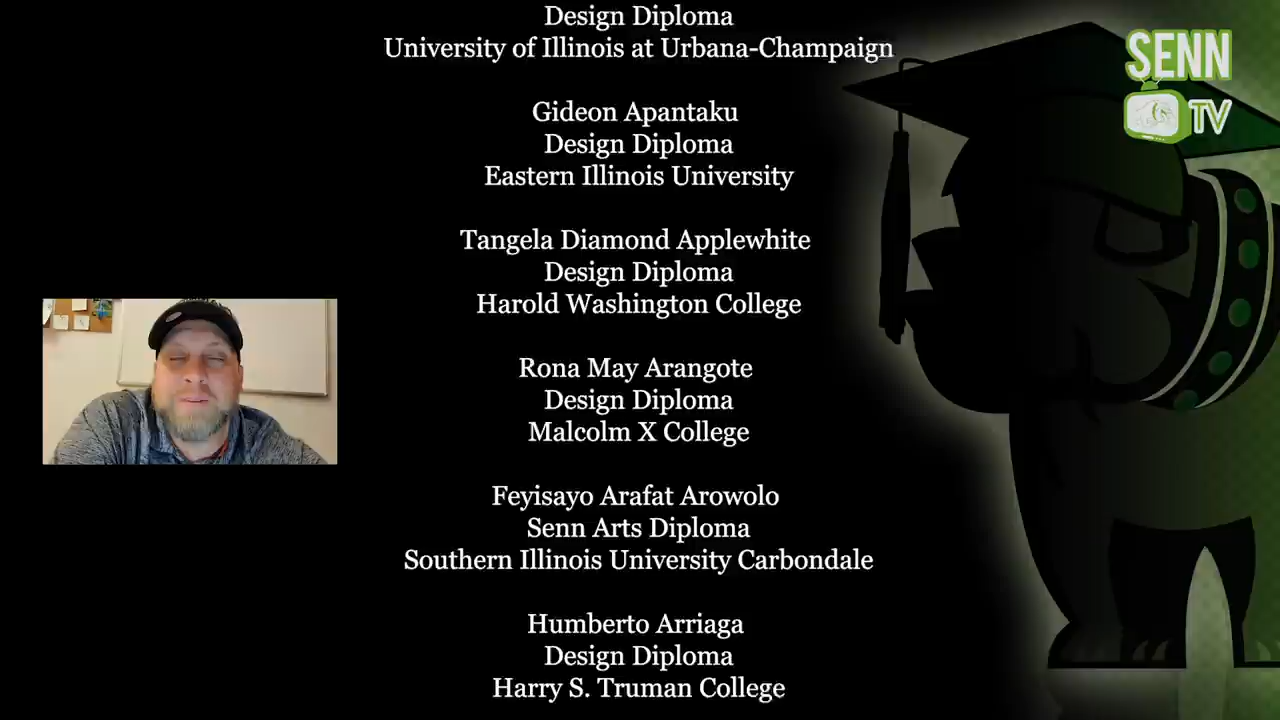 Design Diploma
University of Illinois at Urbana-Champaign
SENN
TV
Gideon Apantaku
Design Diploma
Eastern Illinois University
Tangela Diamond Applewhite
Design Diploma
Harold Washington College
Rona May Arangote
Design Diploma
Malcolm X College
Feyisayo Arafat Arowolo
Senn Arts Diploma
Southern Illinois University Carbondale
Humberto Arriaga
Design Diploma
Harry S. Truman College